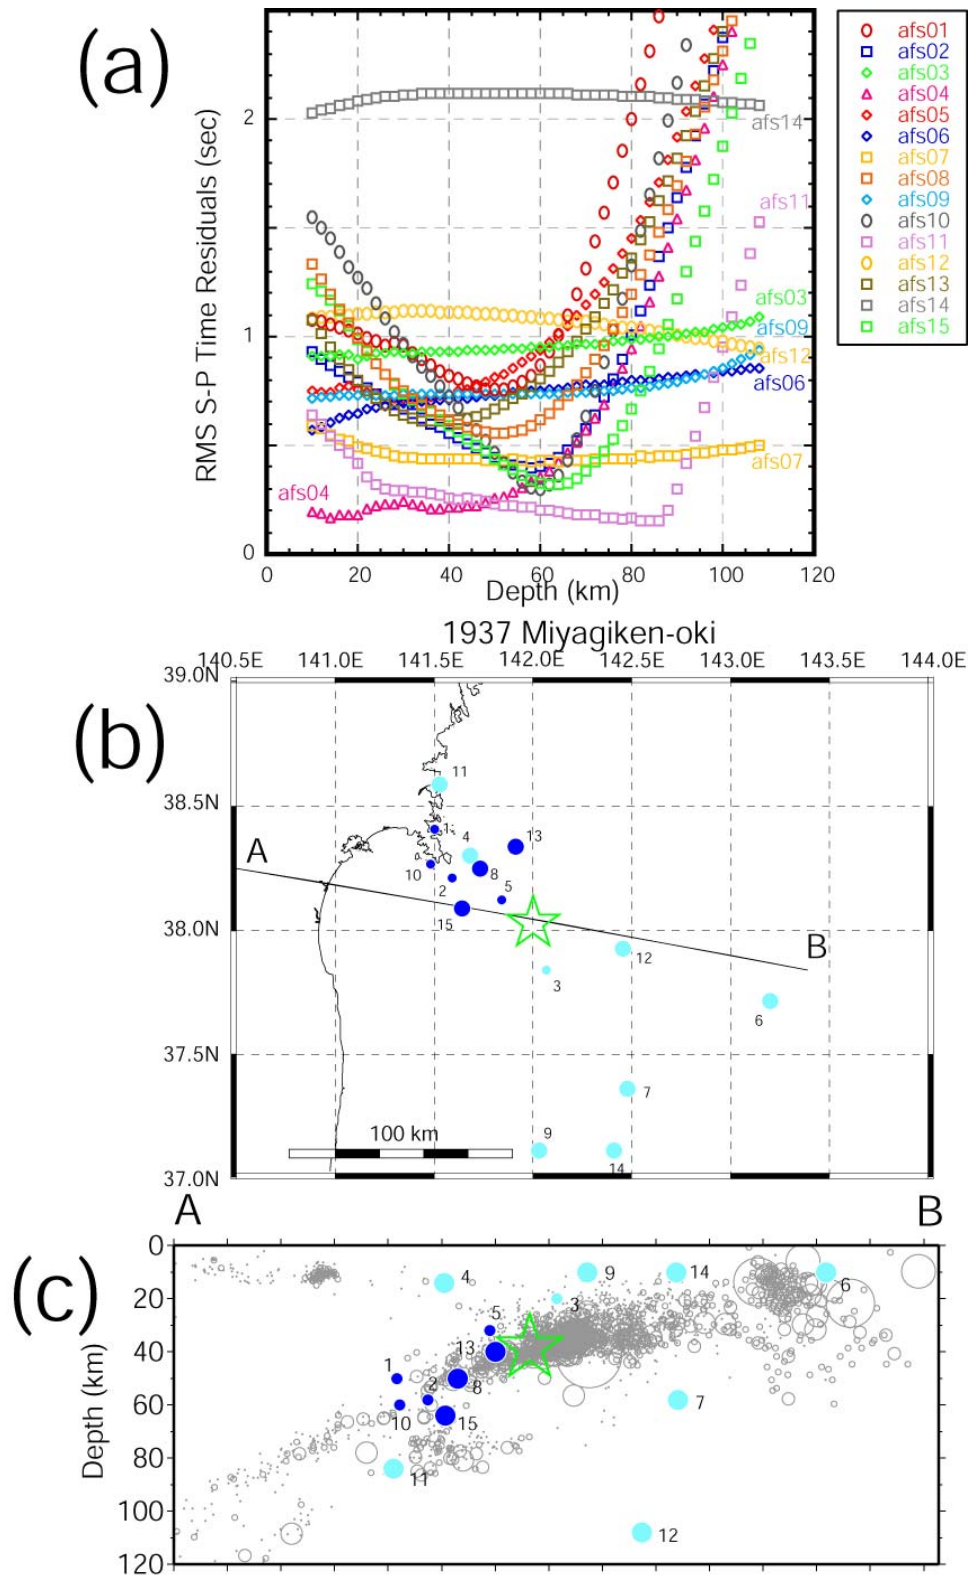 (a)
RMS S-P Time Residuals (sec)
2
1
0
0 20 40 60 80 100 120
Depth (km)
afs14
afs11
afs03
afs09
afs12
afs06
afs07
afs04
afs01
afs02
afs03
afs04
afs05
afs06
afs07
afs08
afs09
afs10
afs11
afs12
afs13
afs14
afs15
1937 Miyagiken-oki
140.5E 141.0E 141.5E 142.0E 142.5E 143.0E 143.5E 144.0E
(b)
39.0N
38.5N
38.0N
37.5N
37.0N
11
1
4
13
10
8
2
5
15
12
3
6
7
9
14
A
B
100 km
A B
(c)
Depth (km)
0
20
40
60
80
100
120
4
9
14
6
5
3
13
1
2
8
7
10
15
11
12